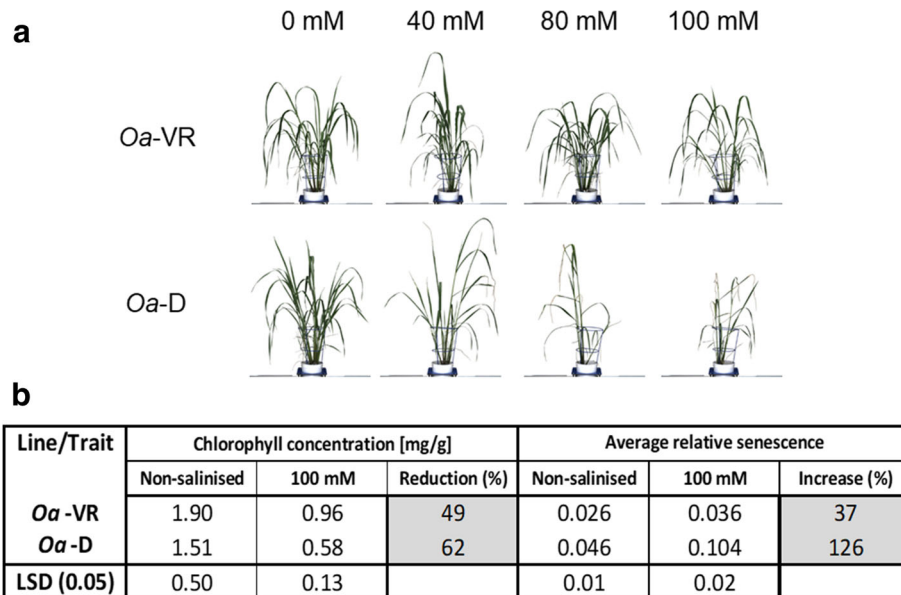 a
0 mM 40 mM 80 mM 100 mM
Oa-VR
Oa-D
b
Line/Trait Chlorophyll concentration [mg/g] Average relative senescence
Non-salinised 100 mM Reduction (%) Non-salinised 100 mM Increase (%)
Oa -VR 1.90 0.96 49 0.026 0.036 37
Oa -D 1.51 0.58 62 0.046 0.104 126
LSD (0.05) 0.50 0.13 0.01 0.02